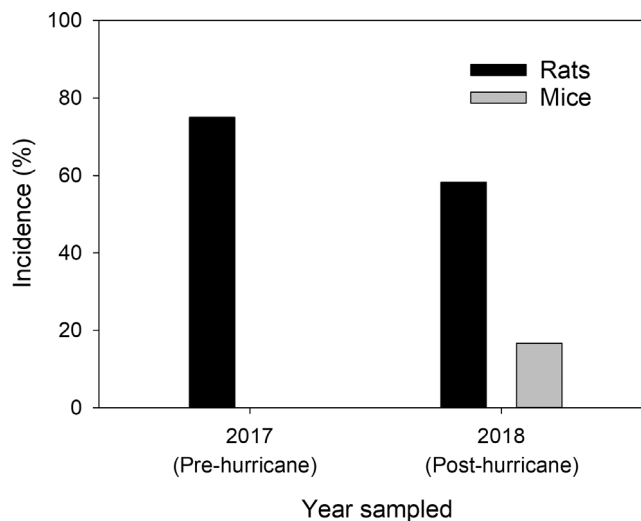 Incidence (%)
100
80
60
40
20
0
Rats
Mice
2017
(Pre-hurricane)
2018
(Post-hurricane)
Year sampled